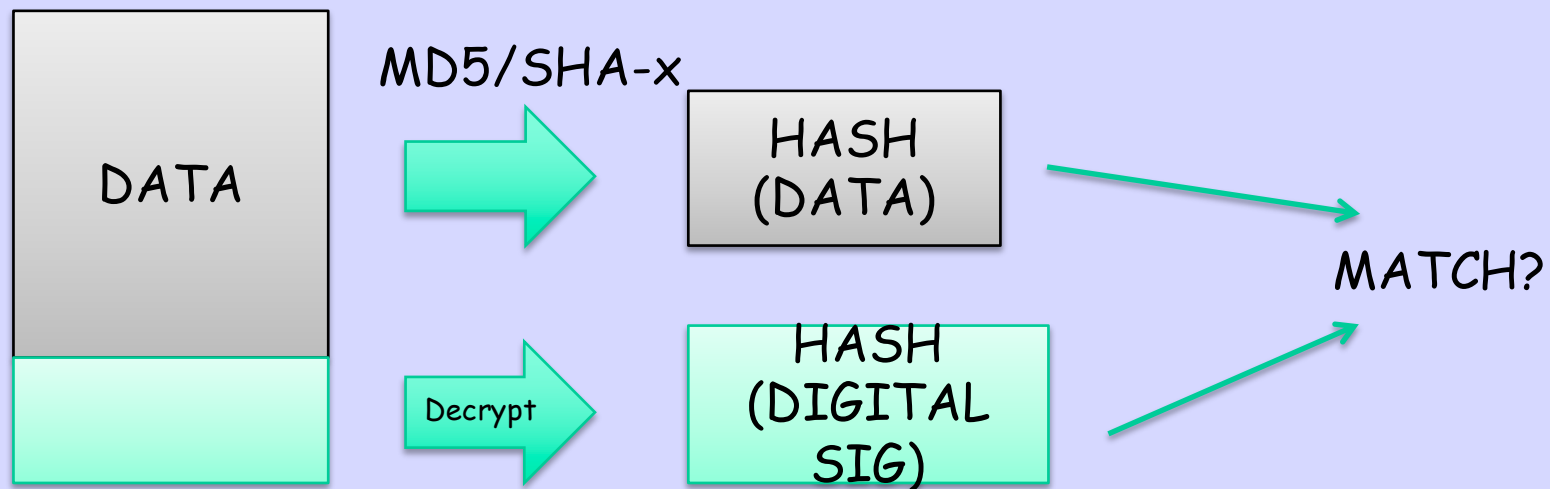 DATA
MD5/SHA-x
HASH
(DATA)
MATCH?
Decrypt
HASH
(DIGITAL
SIG)